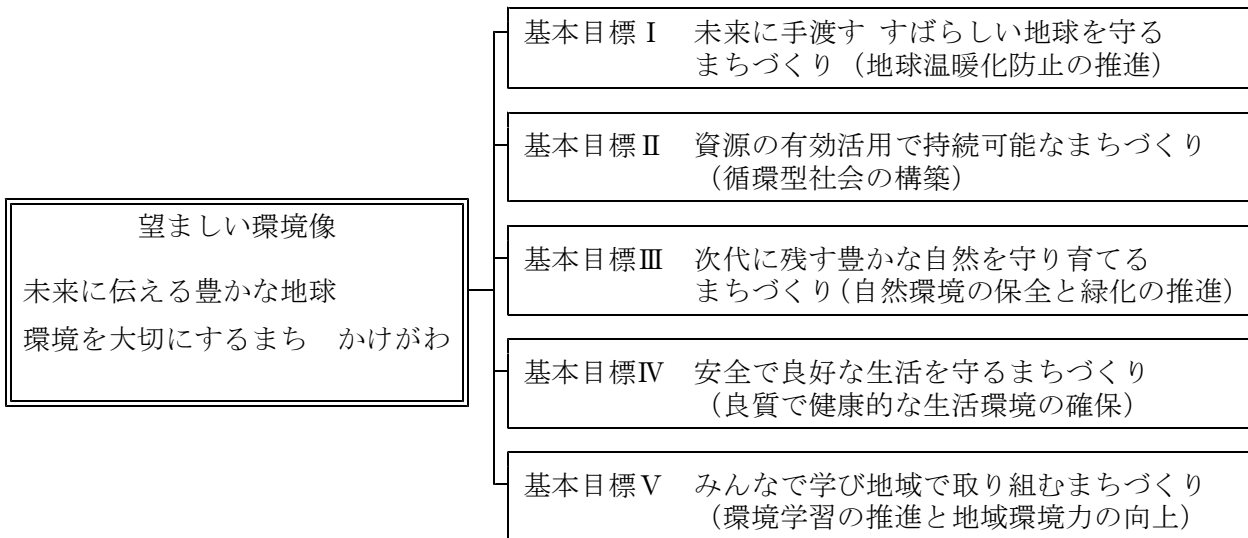 望ましい環境像
未来に伝える豊かな地球
環境を大切にするまち　かけがわ
基本目標Ⅰ　未来に手渡す すばらしい地球を守る
まちづくり（地球温暖化防止の推進）
基本目標Ⅱ　資源の有効活用で持続可能なまちづくり
（循環型社会の構築）
基本目標Ⅲ　次代に残す豊かな自然を守り育てる
まちづくり（自然環境の保全と緑化の推進）
基本目標Ⅳ　安全で良好な生活を守るまちづくり
（良質で健康的な生活環境の確保）
基本目標Ⅴ　みんなで学び地域で取り組むまちづくり
（環境学習の推進と地域環境力の向上）